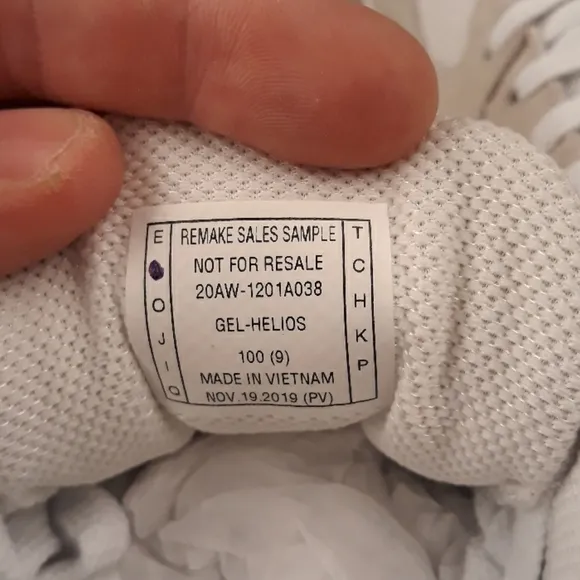 REMAKE SALES SAMPLE
NOT FOR RESALE
20AW-1201A038
GEL-HELIOS
100 (9)
MADE IN VIETNAM
NOV.19.2019 (PV)
E
O
J
I
O
T
C
H
K
P